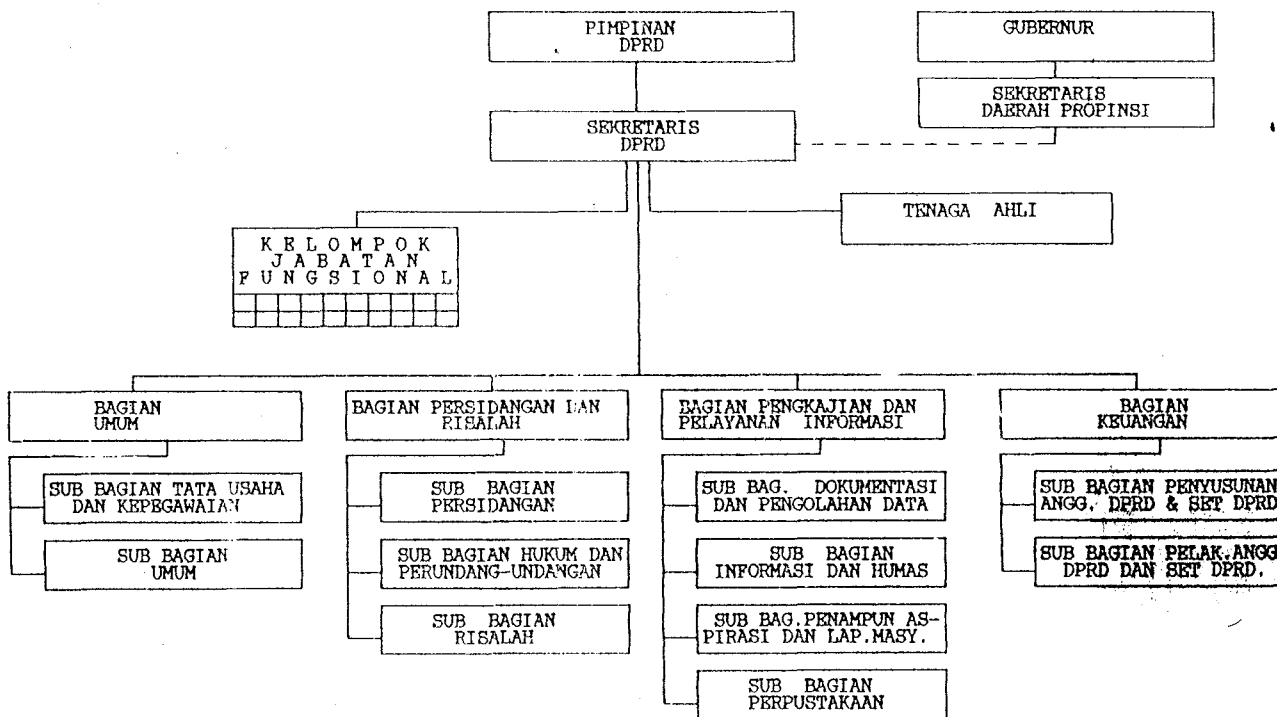 PIMPINAN
DPRD
GUBERNUR
SEKRETARIS
DAERAH PROPINSI
SEKRETARIS
DPRD
TENAGA AHLI
K E L O M P O K
J A B A T A N
F U N G S I O N A L
BAGIAN
UMUM
BAGIAN PERSIDANGAN DAN
RISALAH
BAGIAN PENGKAJIAN DAN
PELAYANAN INFORMASI
BAGIAN
KEUANGAN
SUB BAGIAN TATA USAHA
DAN KEPEGAWAIAN
SUB BAGIAN
UMUM
SUB BAGIAN
PERSIDANGAN
SUB BAGIAN HUKUM DAN
PERUNDANG-UNDANGAN
SUB BAGIAN
RISALAH
SUB BAG. DOKUMENTASI
DAN PENGOLAHAN DATA
SUB BAGIAN
INFORMASI DAN HUMAS
SUB BAG.PENAMPUN AS-
PIRASI DAN LAP.MASY.
SUB BAGIAN
PERPUSTAKAAN
SUB BAGIAN PENYUSUNAN
ANGG. DPRD & SET DPRD
SUB BAGIAN PELAK.ANGG
DPRD DAN SET DPRD.